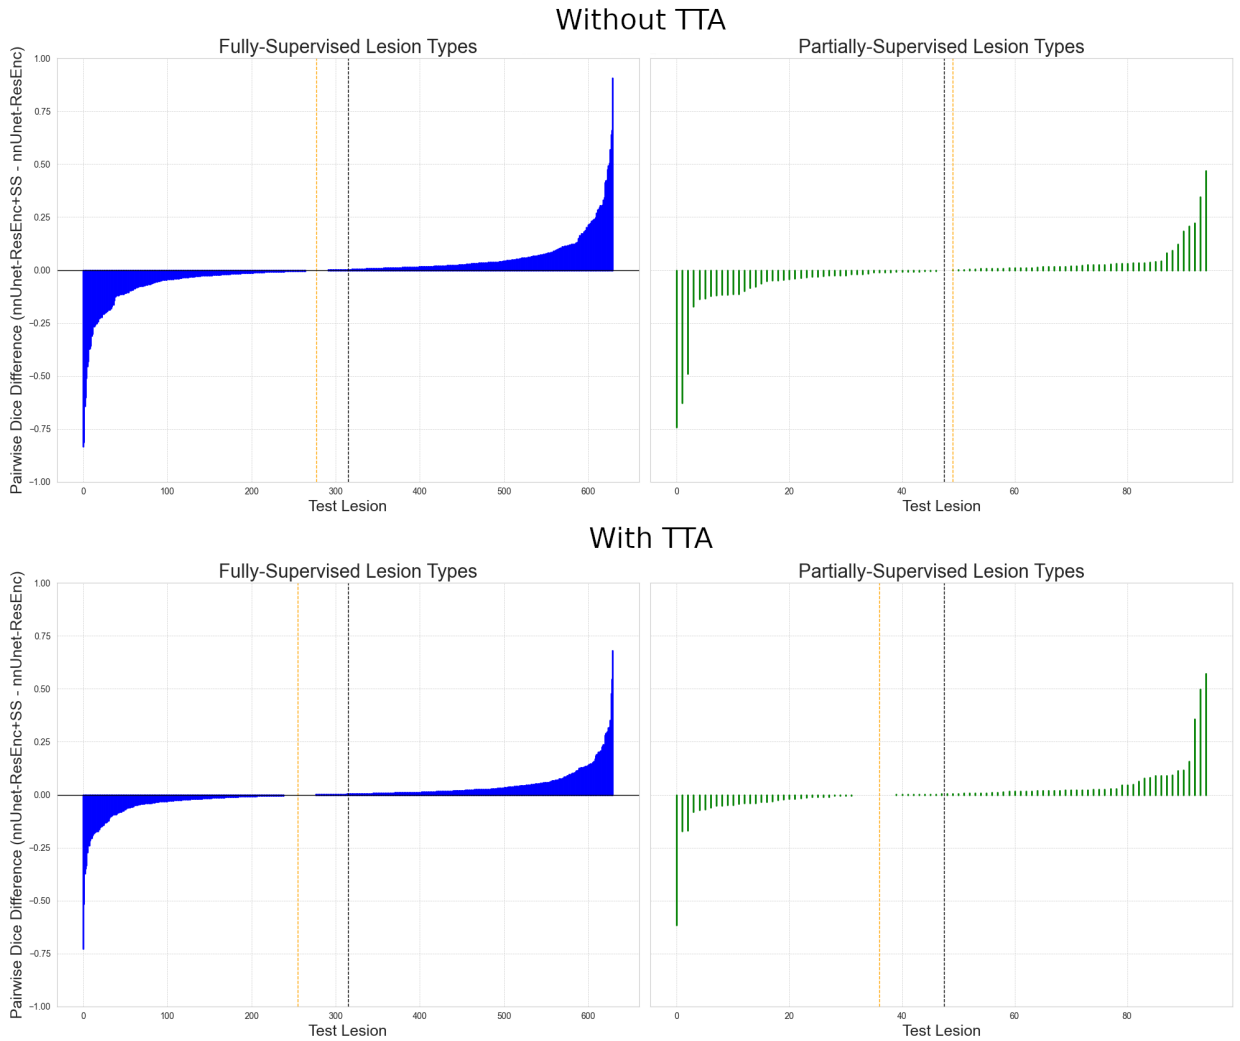 Without TTA
Fully-Supervised Lesion Types
Partially-Supervised Lesion Types
Pairwise Dice Difference (nnUnet-ResEnc+SS - nnUnet-ResEnc)
1.00
0.75
0.50
0.25
0.00
−0.25
−0.50
−0.75
−1.00
0 100 200 300 400 500 600
0 20 40 60 80
Test Lesion
Test Lesion
With TTA
Fully-Supervised Lesion Types
Partially-Supervised Lesion Types
Pairwise Dice Difference (nnUnet-ResEnc+SS - nnUnet-ResEnc)
1.00
0.75
0.50
0.25
0.00
−0.25
−0.50
−0.75
−1.00
0 100 200 300 400 500 600
0 20 40 60 80
Test Lesion
Test Lesion